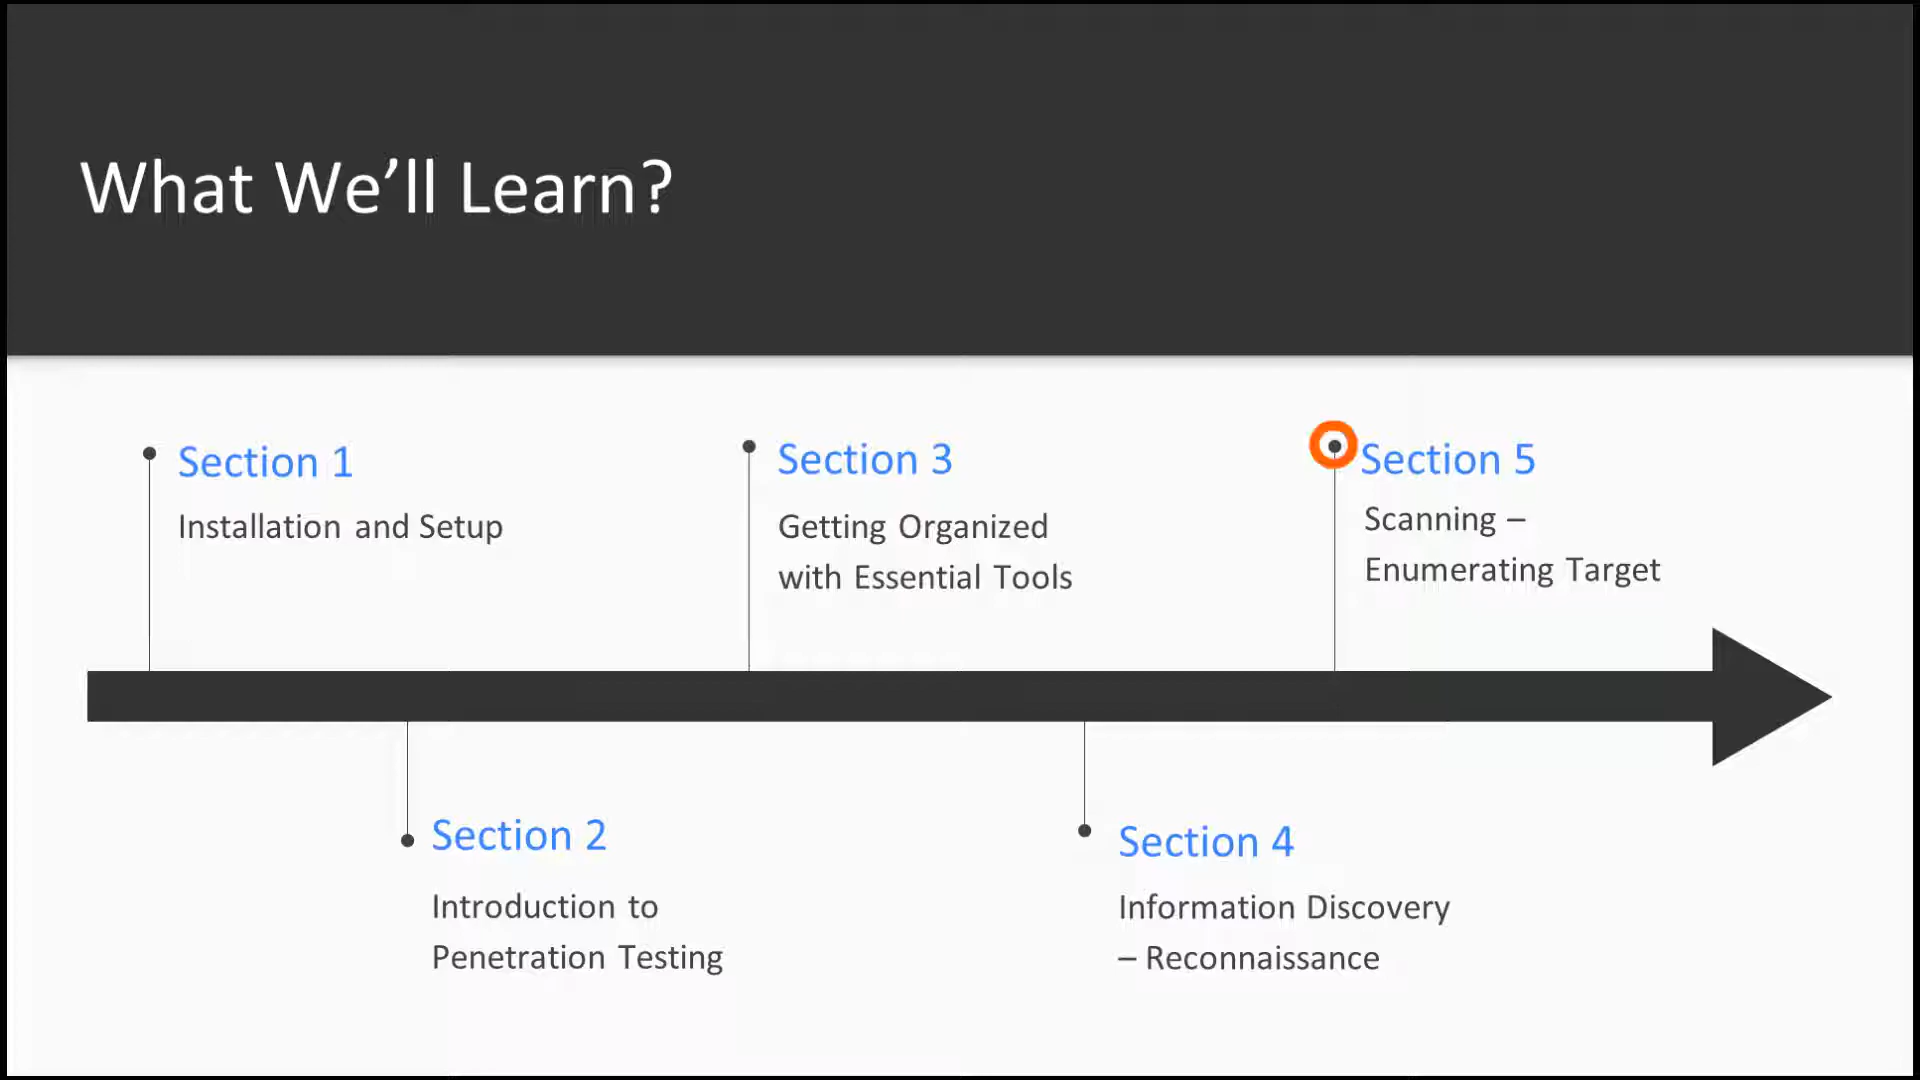 What We’ll Learn?
Section 1
Installation and Setup
Section 2
Introduction to
Penetration Testing
Section 3
Getting Organized
with Essential Tools
Section 4
Information Discovery
– Reconnaissance
Section 5
Scanning –
Enumerating Target